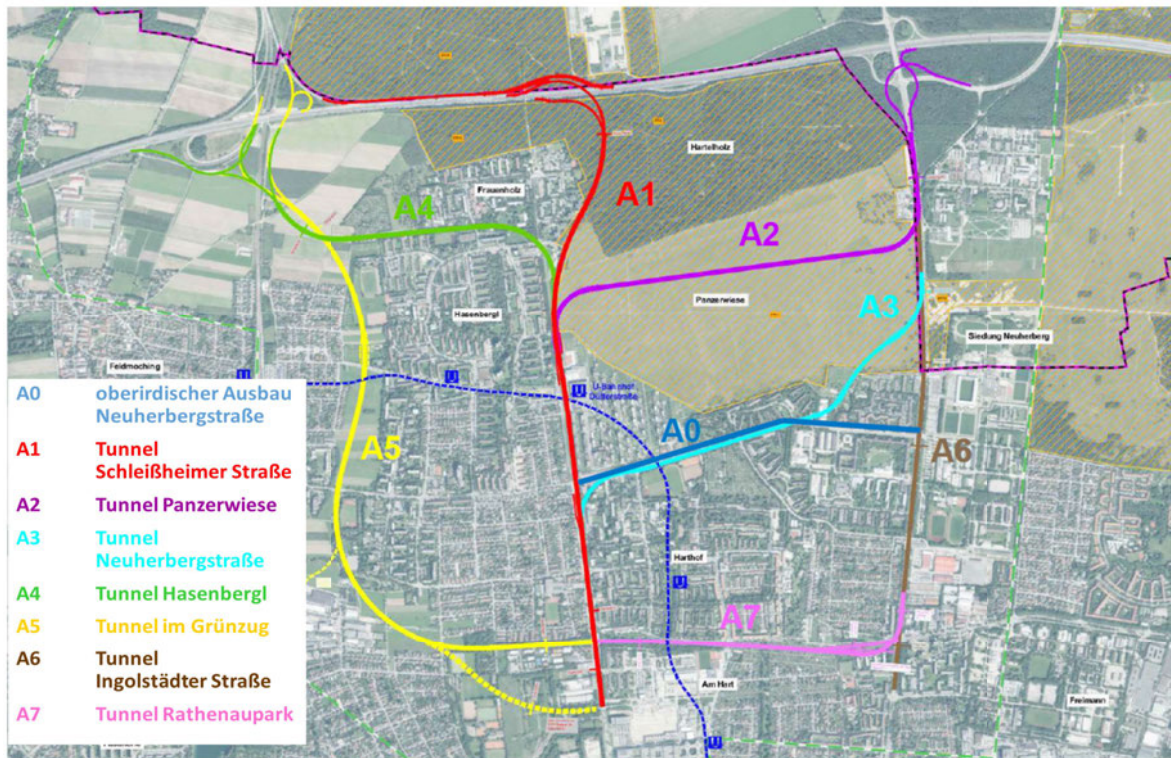 Hartelholz
Frauenholz
A1
A4
A2
Panzerwiese
A3
Hasenbergl
Siedlung Neuherberg
Feldmoching
U
U
U
U-Bahnhof
Dülferstraße
A0
A5
A6
Harthof
U
A7
Am Hart
Freimann
U
A0 oberirdischer Ausbau
Neuherbergstraße
A1 Tunnel
Schleißheimer Straße
A2 Tunnel Panzerwiese
A3 Tunnel
Neuherbergstraße
A4 Tunnel Hasenbergl
A5 Tunnel im Grünzug
A6 Tunnel
Ingolstädter Straße
A7 Tunnel Rathenaupark